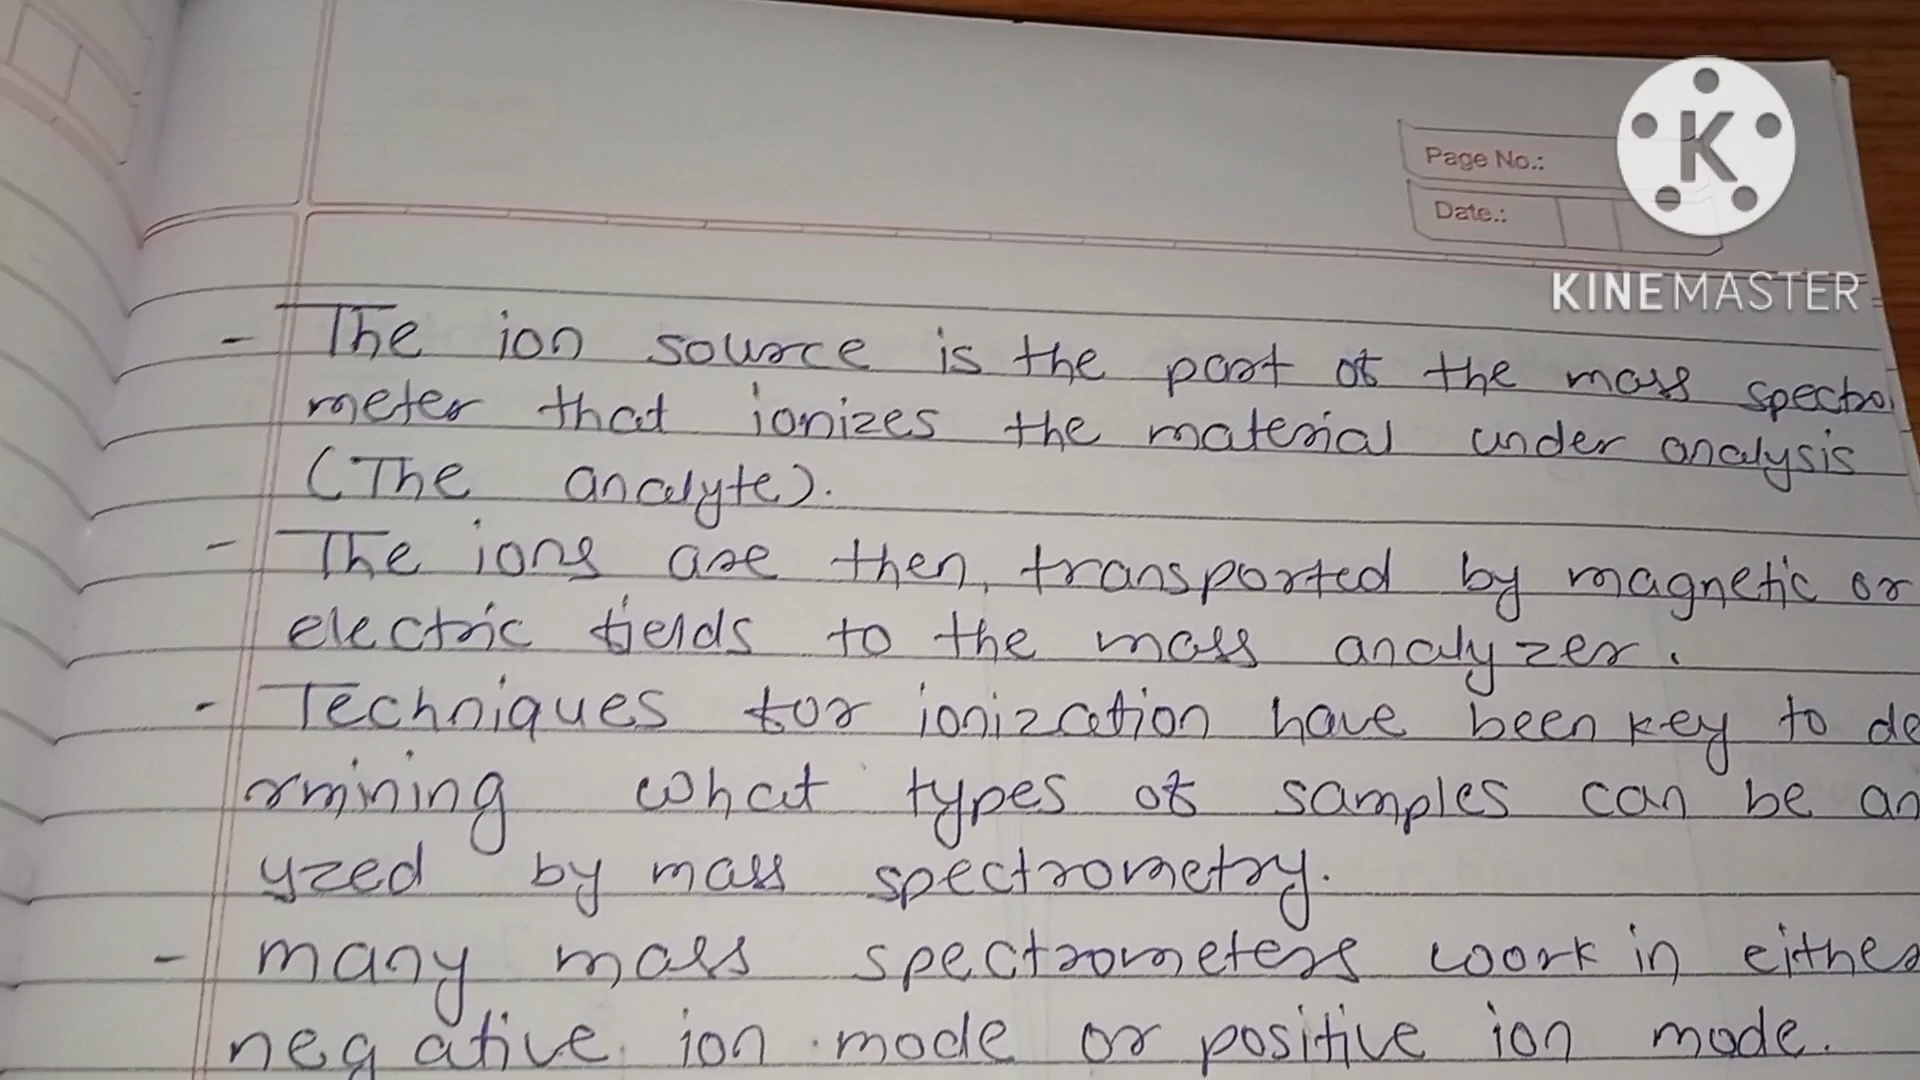 Page No.:
Date.:
KINEMASTER
- The ion source is the part of the mass spectro
meter that ionizes the material under analysis
(The analyte).
- The ions are then, transported by magnetic or
electric fields to the mass analyzer.
- Techniques for ionization have been key to de
rmining what types of samples can be an
yzed by mass spectrometry.
- many mass spectrometers work in either
negative ion mode or positive ion mode.